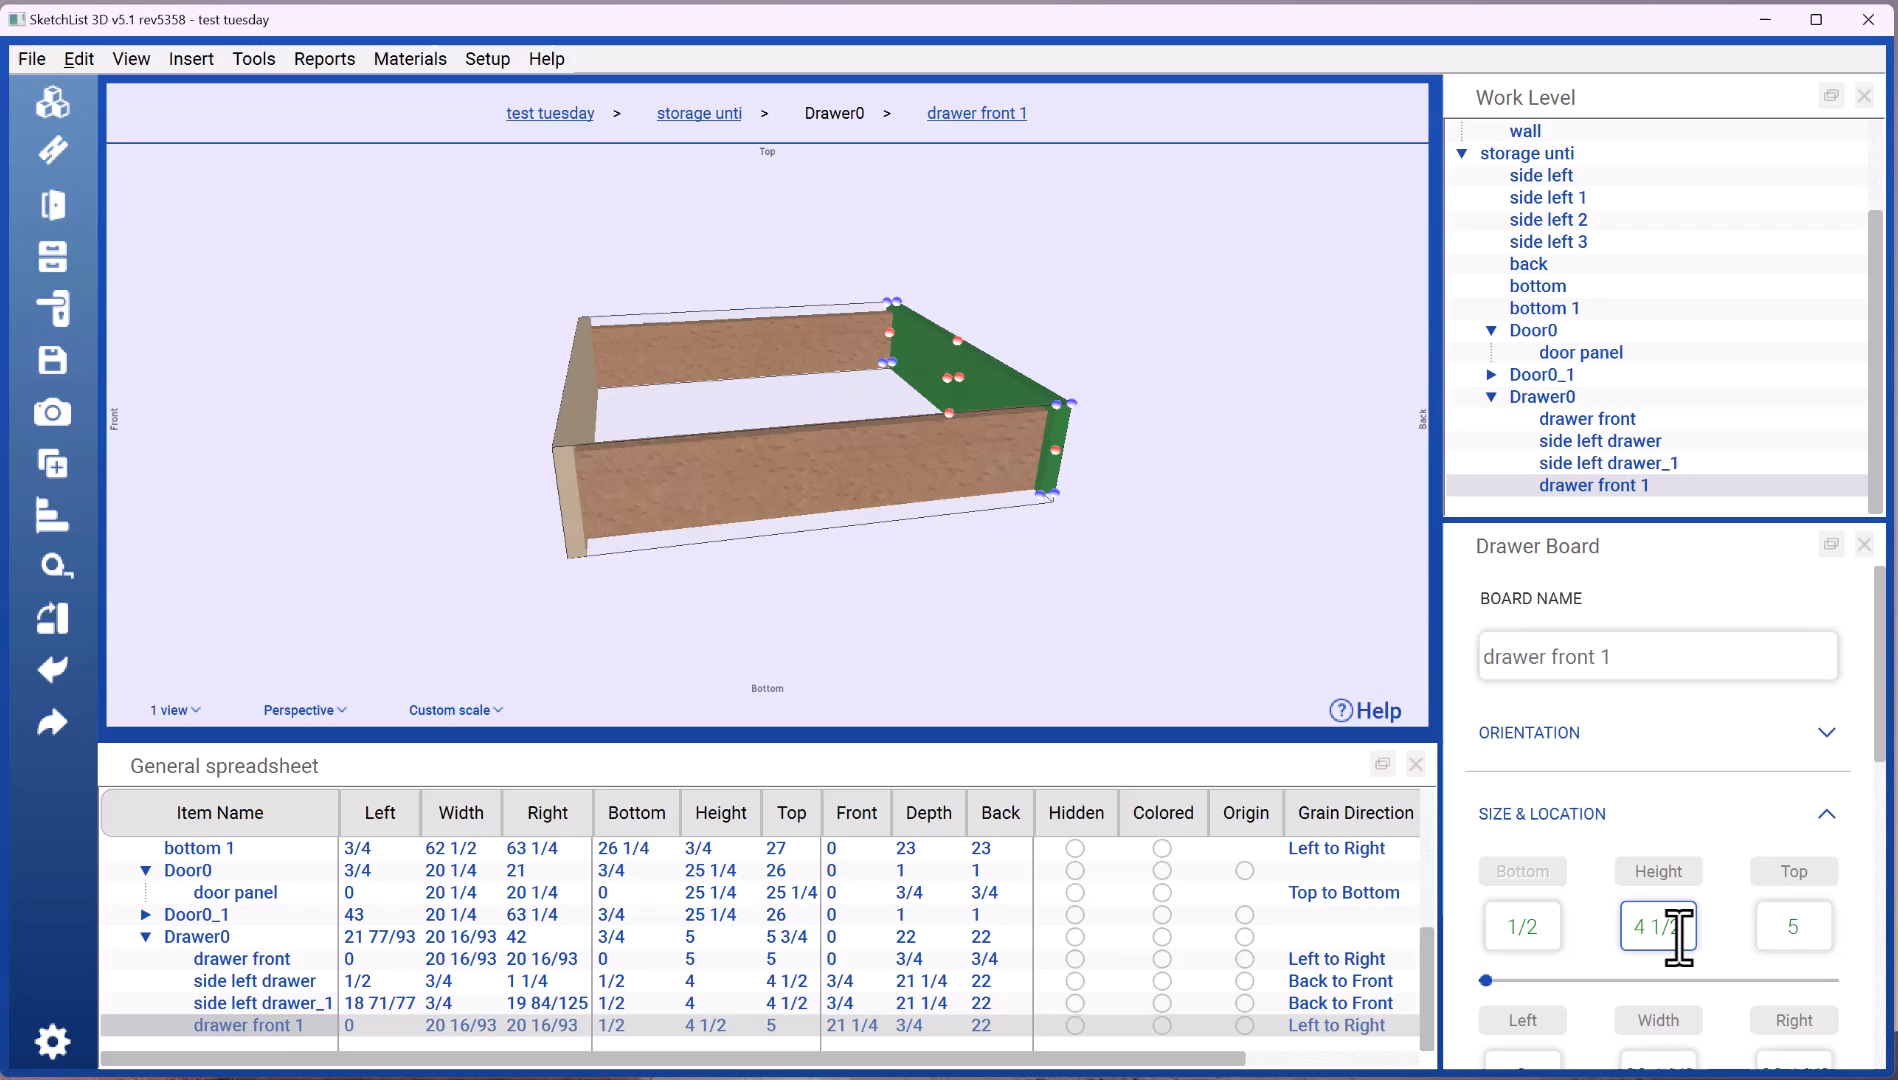 SketchList 3D v5.1 rev5358 - test tuesday
File Edit View Insert Tools Reports Materials Setup Help
test tuesday > storage unti > Drawer0 > drawer front 1
Top
Front
Back
Bottom
1 view Perspective Custom scale Help
Work Level
wall
storage unti
side left
side left 1
side left 2
side left 3
back
bottom
bottom 1
Door0
door panel
Door0_1
Drawer0
drawer front
side left drawer
side left drawer_1
drawer front 1
Drawer Board
BOARD NAME
drawer front 1
ORIENTATION
SIZE & LOCATION
Bottom Height Top
1/2 4 1/2 5
Left Width Right
General spreadsheet
Item Name Left Width Right Bottom Height Top Front Depth Back Hidden Colored Origin Grain Direction
bottom 1 3/4 62 1/2 63 1/4 26 1/4 3/4 27 0 23 23 Left to Right
Door0 3/4 20 1/4 21 3/4 25 1/4 26 0 1 1
door panel 0 20 1/4 20 1/4 0 25 1/4 25 1/4 0 3/4 3/4 Top to Bottom
Door0_1 43 20 1/4 63 1/4 3/4 25 1/4 26 0 1 1
Drawer0 21 77/93 20 16/93 42 3/4 5 5 3/4 0 22 22
drawer front 0 20 16/93 20 16/93 0 5 5 0 3/4 3/4 Left to Right
side left drawer 1/2 3/4 1 1/4 1/2 4 4 1/2 3/4 21 1/4 22 Back to Front
side left drawer_1 18 71/77 3/4 19 84/125 1/2 4 4 1/2 3/4 21 1/4 22 Back to Front
drawer front 1 0 20 16/93 20 16/93 1/2 4 1/2 5 21 1/4 3/4 22 Left to Right